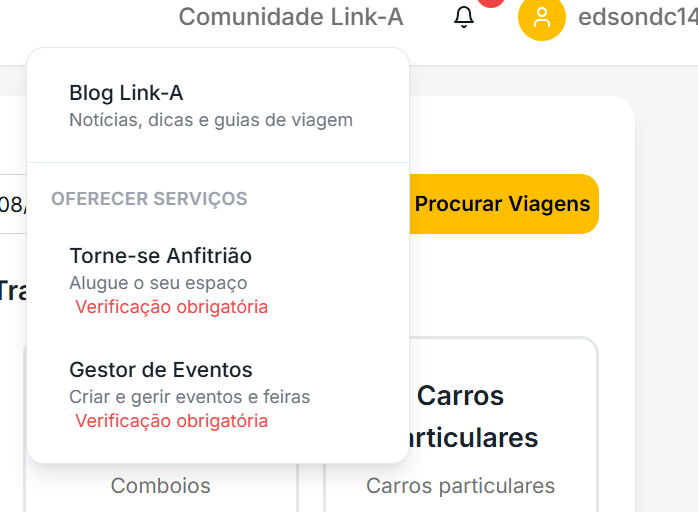 Comunidade Link-A
edsondc14
Blog Link-A
Notícias, dicas e guias de viagem
OFERECER SERVIÇOS
08/
Procurar Viagens
Torne-se Anfitrião
Alugue o seu espaço
Tra
Verificação obrigatória
Gestor de Eventos
Criar e gerir eventos e feiras
Verificação obrigatória
Carros
articulares
Comboios
Carros particulares